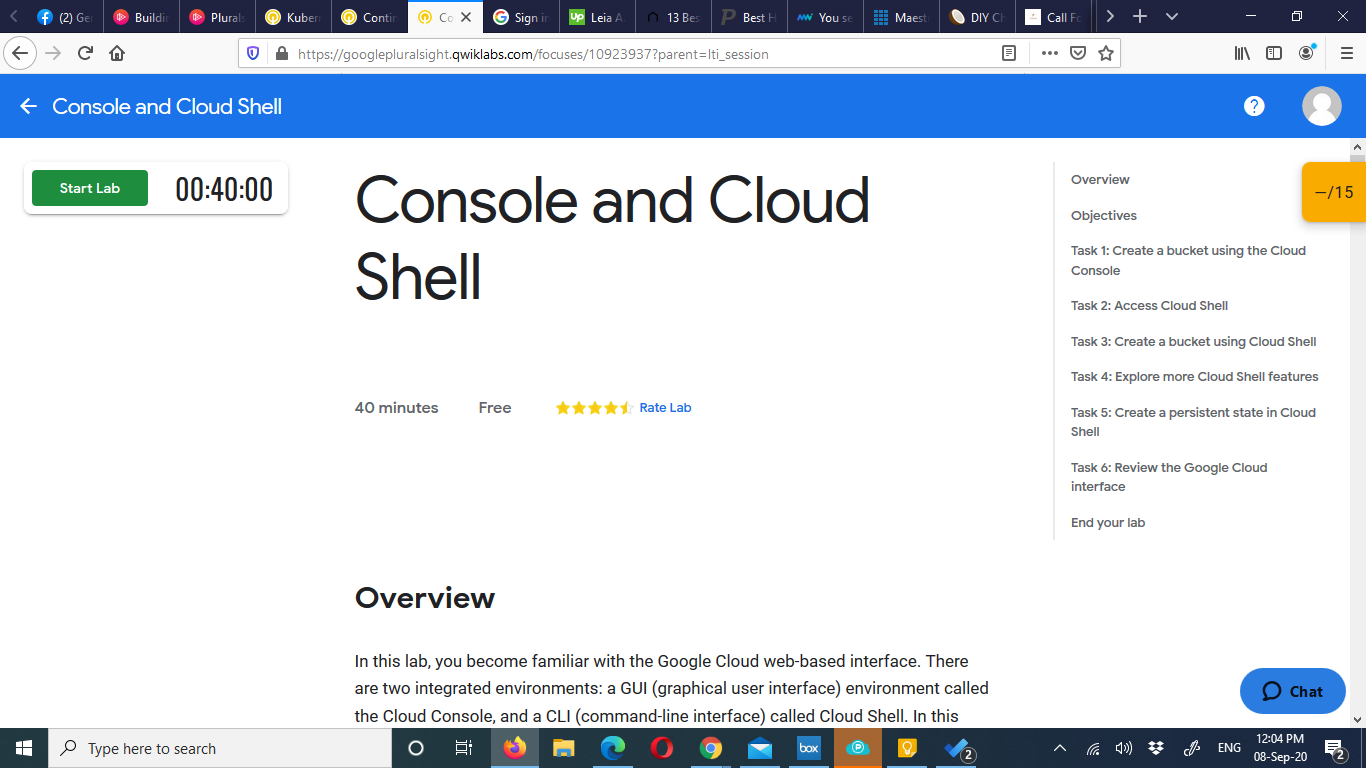 (2) Ge
Buildin
Plurals
Kubern
Contin
Co
Sign in
Leia A.
13 Bes
Best H
You se
Maest
DIY Ch
Call Fo
https://googlepluralsight.qwiklabs.com/focuses/10923937?parent=lti_session
Console and Cloud Shell
?
Start Lab
00:40:00
Console and Cloud
Shell
40 minutes
Free
Rate Lab
Overview
In this lab, you become familiar with the Google Cloud web-based interface. There
are two integrated environments: a GUI (graphical user interface) environment called
the Cloud Console, and a CLI (command-line interface) called Cloud Shell. In this
Overview
Objectives
Task 1: Create a bucket using the Cloud
Console
Task 2: Access Cloud Shell
Task 3: Create a bucket using Cloud Shell
Task 4: Explore more Cloud Shell features
Task 5: Create a persistent state in Cloud
Shell
Task 6: Review the Google Cloud
interface
End your lab
–/15
Chat
Type here to search
box
2
ENG
12:04 PM
08-Sep-20
2